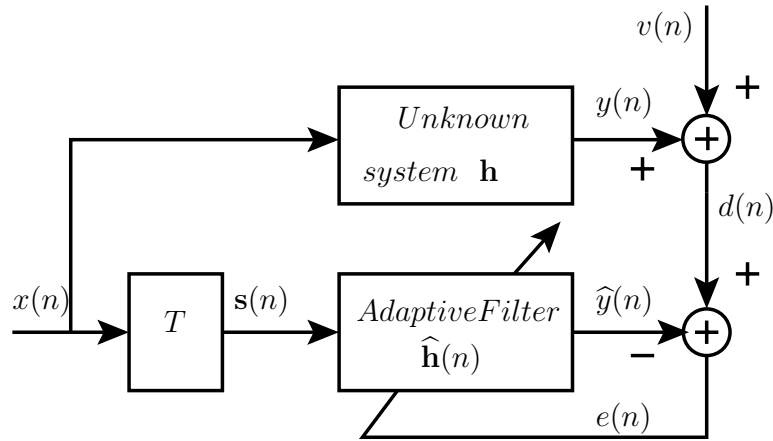 v(n)
+
Unknown
system h
y(n)
+
+
d(n)
x(n)
T
s(n)
AdaptiveFilter
ĥ(n)
ŷ(n)
+
+
−
e(n)